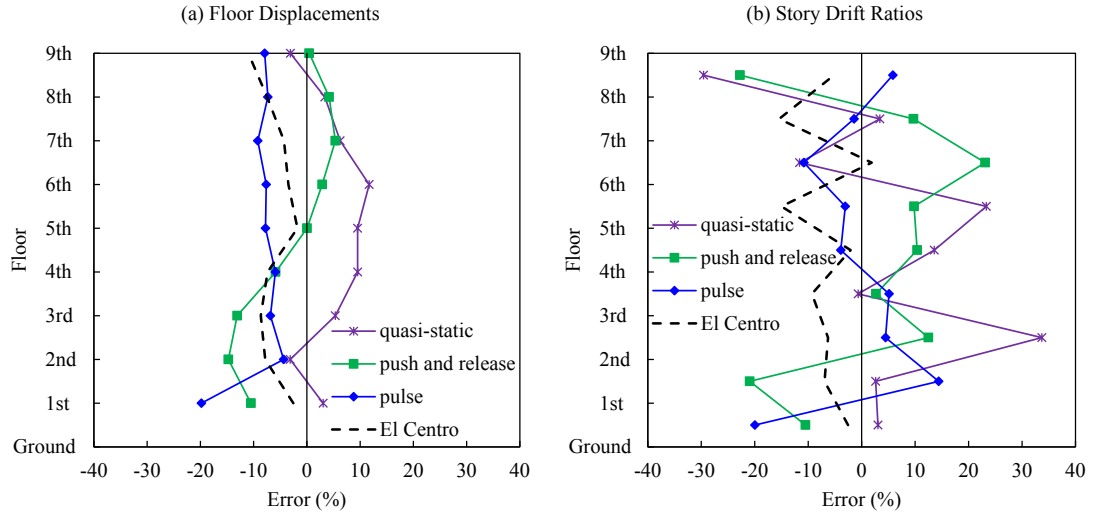 (a) Floor Displacements
9th
8th
7th
6th
5th
4th
3rd
2nd
1st
Ground
Floor
quasi-static
push and release
pulse
El Centro
-40 -30 -20 -10 0 10 20 30 40
Error (%)
(b) Story Drift Ratios
9th
8th
7th
6th
5th
4th
3rd
2nd
1st
Ground
Floor
quasi-static
push and release
pulse
El Centro
-40 -30 -20 -10 0 10 20 30 40
Error (%)